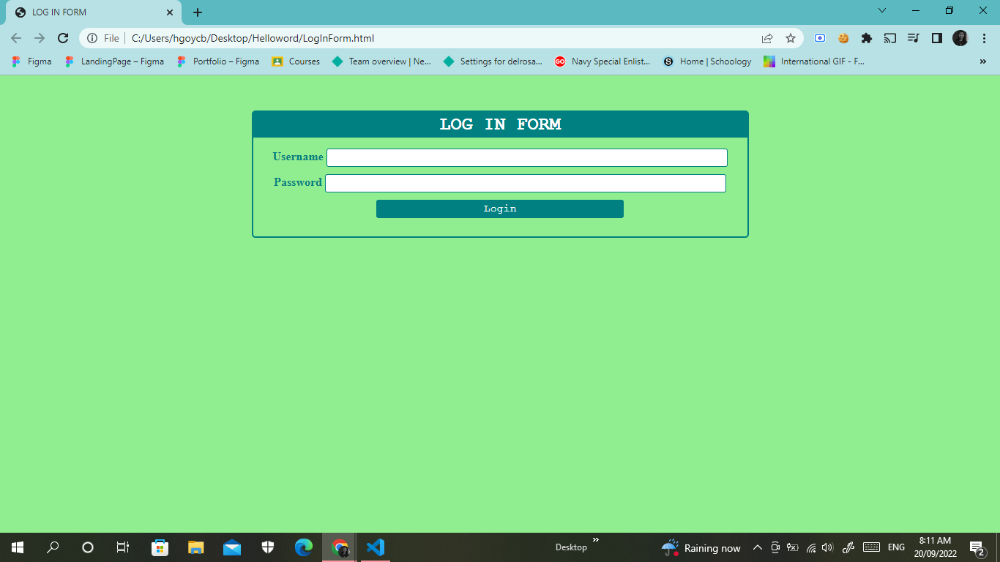 LOG IN FORM
File C:/Users/hgoycb/Desktop/Helloword/LogInForm.html
Figma LandingPage – Figma Portfolio – Figma Courses Team overview | Ne... Settings for delrosa... GO Navy Special Enlist... S Home | Schoology International GIF - F... »
LOG IN FORM
Username
Password
Login
Desktop » Raining now ENG 8:11 AM
20/09/2022 2